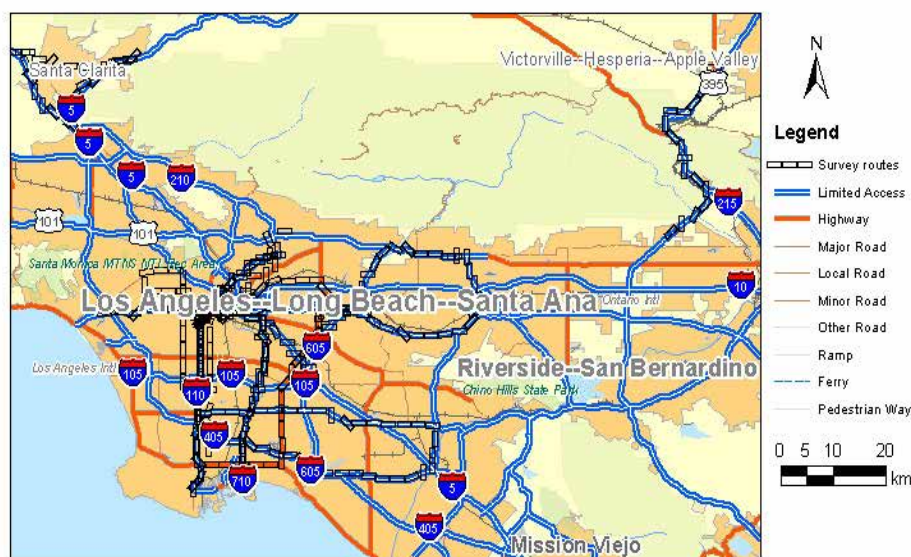 Santa Clarita
Victorville--Hesperia--Apple Valley
395
5
5
5
210
215
101
101
Santa Monica MTNS NTL Rec Area
10
Los Angeles--Long Beach--Santa Ana
Ontario Intl
605
Los Angeles Intl
105
105
105
Riverside--San Bernardino
Chino Hills State Park
110
405
605
710
5
405
Mission Viejo
N
Legend
Survey routes
Limited Access
Highway
Major Road
Local Road
Minor Road
Other Road
Ramp
Ferry
Pedestrian Way
0 10 20
km